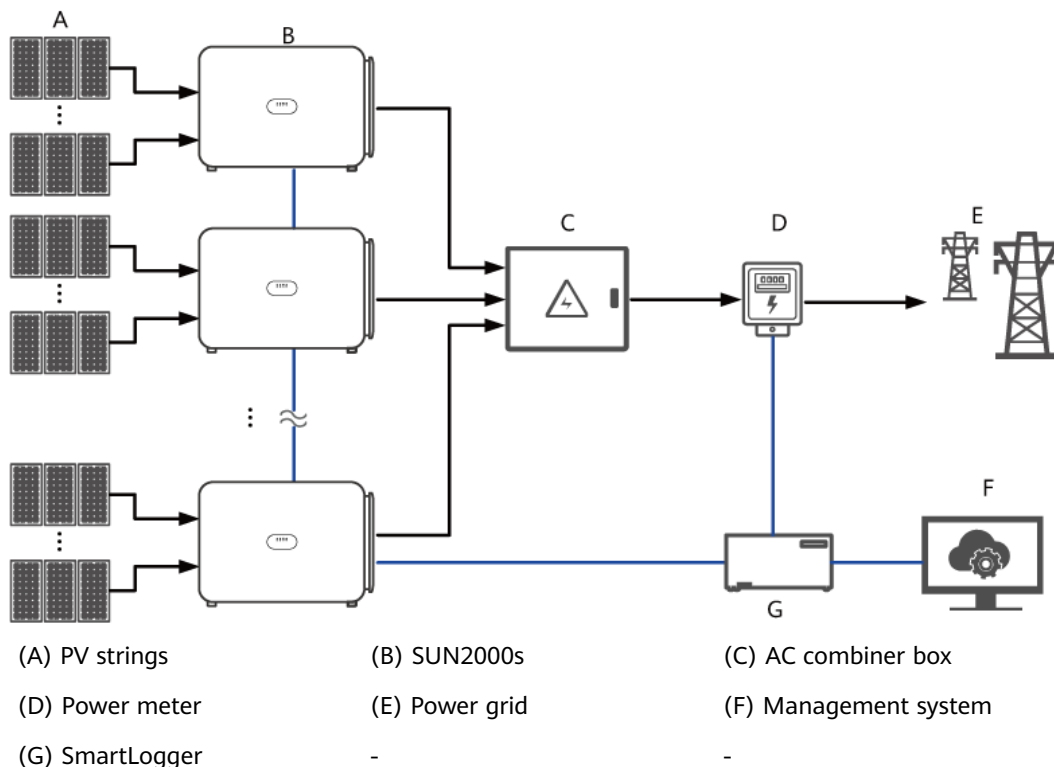 A
B
C
D
E
F
G
(A) PV strings (B) SUN2000s (C) AC combiner box
(D) Power meter (E) Power grid (F) Management system
(G) SmartLogger - -